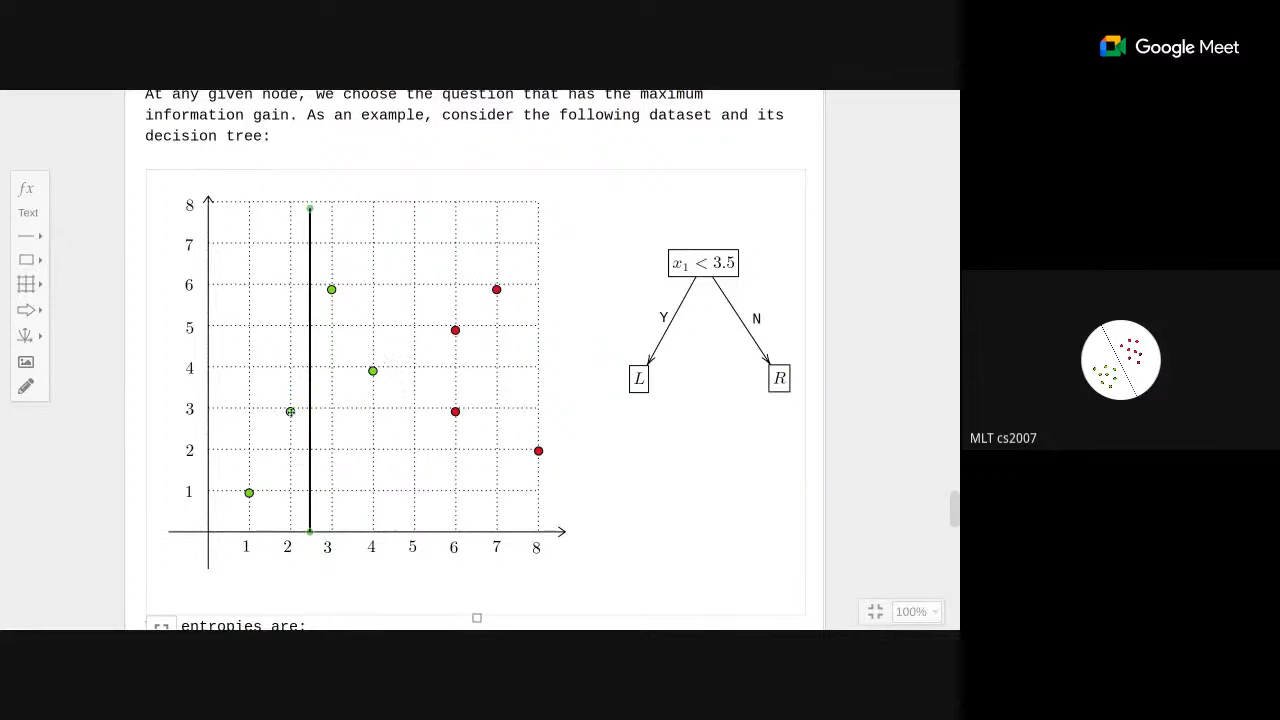 Google Meet
At any given node, we choose the question that has the maximum
information gain. As an example, consider the following dataset and its
decision tree:
fx
Text
8
7
6
5
4
3
2
1
1 2 3 4 5 6 7 8
x₁ < 3.5
Y N
L R
MLT cs2007
100%
entropies are: